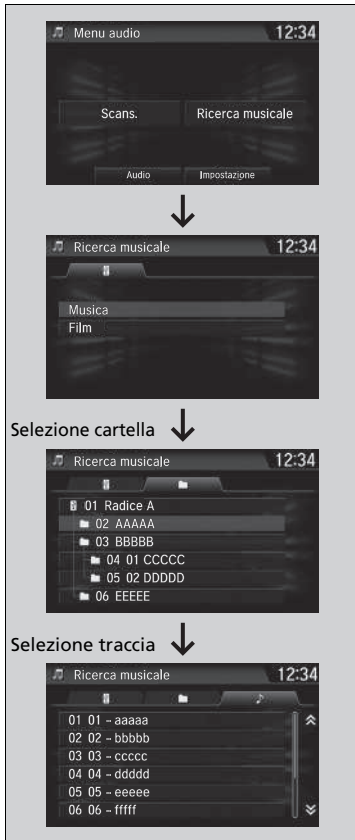 Menu audio 12:34
Scans. Ricerca musicale
Audio Impostazione
Ricerca musicale 12:34
Musica
Film
Selezione cartella
Ricerca musicale 12:34
01 Radice A
02 AAAAA
03 BBBBB
04 01 CCCCC
05 02 DDDDD
06 EEEEE
Selezione traccia
Ricerca musicale 12:34
01 01 – aaaaa
02 02 – bbbbb
03 03 – ccccc
04 04 – ddddd
05 05 – eeeee
06 06 – fffff